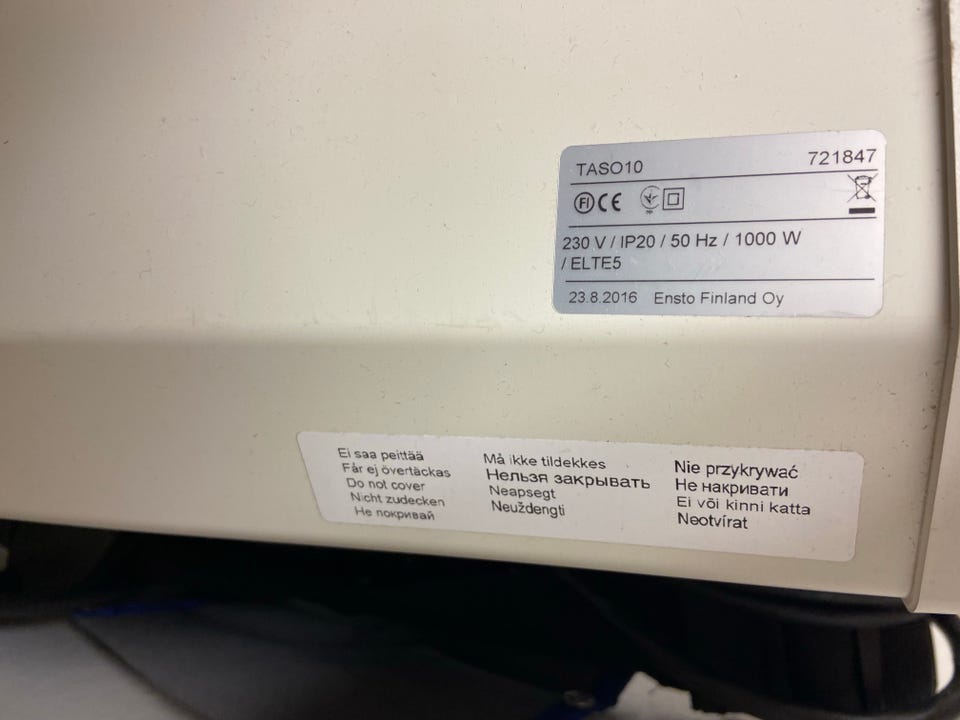 TASO10 721847
FI CE
230 V / IP20 / 50 Hz / 1000 W
/ ELTE5
23.8.2016 Ensto Finland Oy
Ei saa peittää
Får ej övertäckas
Do not cover
Nicht zudecken
Не покривай
Må ikke tildekkes
Нельзя закрывать
Neapsegt
Neuždengti
Nie przykrywać
Не накривати
Ei või kinni katta
Neotvírat